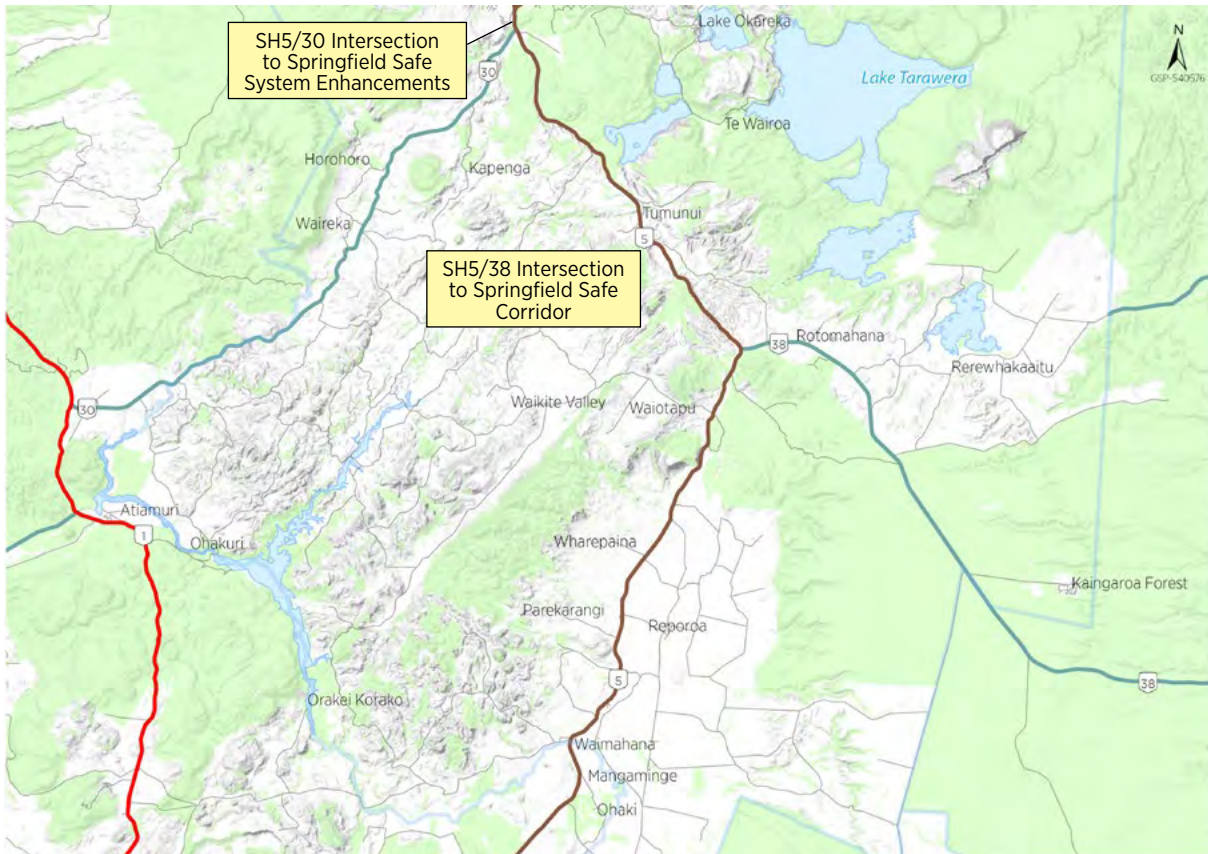 SH5/30 Intersection
to Springfield Safe
System Enhancements
Lake Okareka
N
GSP-540576
30
Lake Tarawera
Te Wairoa
Horohoro
Kapenga
Waireka
Tumunui
5
SH5/38 Intersection
to Springfield Safe
Corridor
38
Rotomahana
Rerewhakaaitu
30
Waikite Valley
Waiotapu
Atiamuri
1
Ohakuri
Wharepaina
Kaingaroa Forest
Parekarangi
Reporoa
5
38
Orakei Korako
Waimahana
Mangaminge
Ohaki